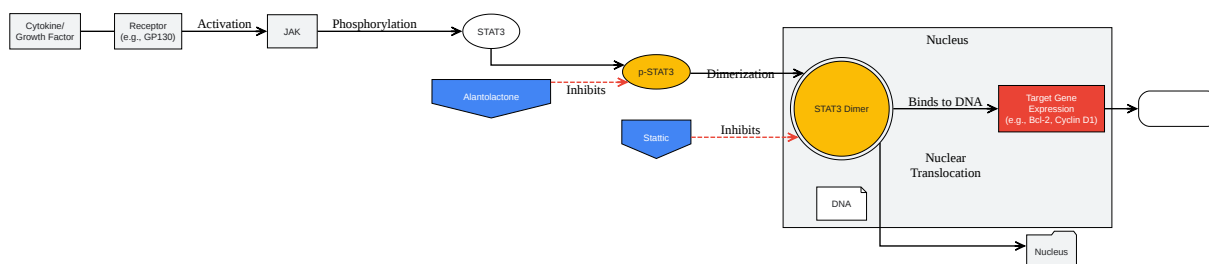 Cytokine/
Growth Factor
Receptor
(e.g., GP130)
Activation
JAK
Phosphorylation
STAT3
Nucleus
p-STAT3
Dimerization
Alantolactone
Inhibits
STAT3 Dimer
Binds to DNA
Target Gene
Expression
(e.g., Bcl-2, Cyclin D1)
Stattic
Inhibits
Nuclear
Translocation
DNA
Nucleus